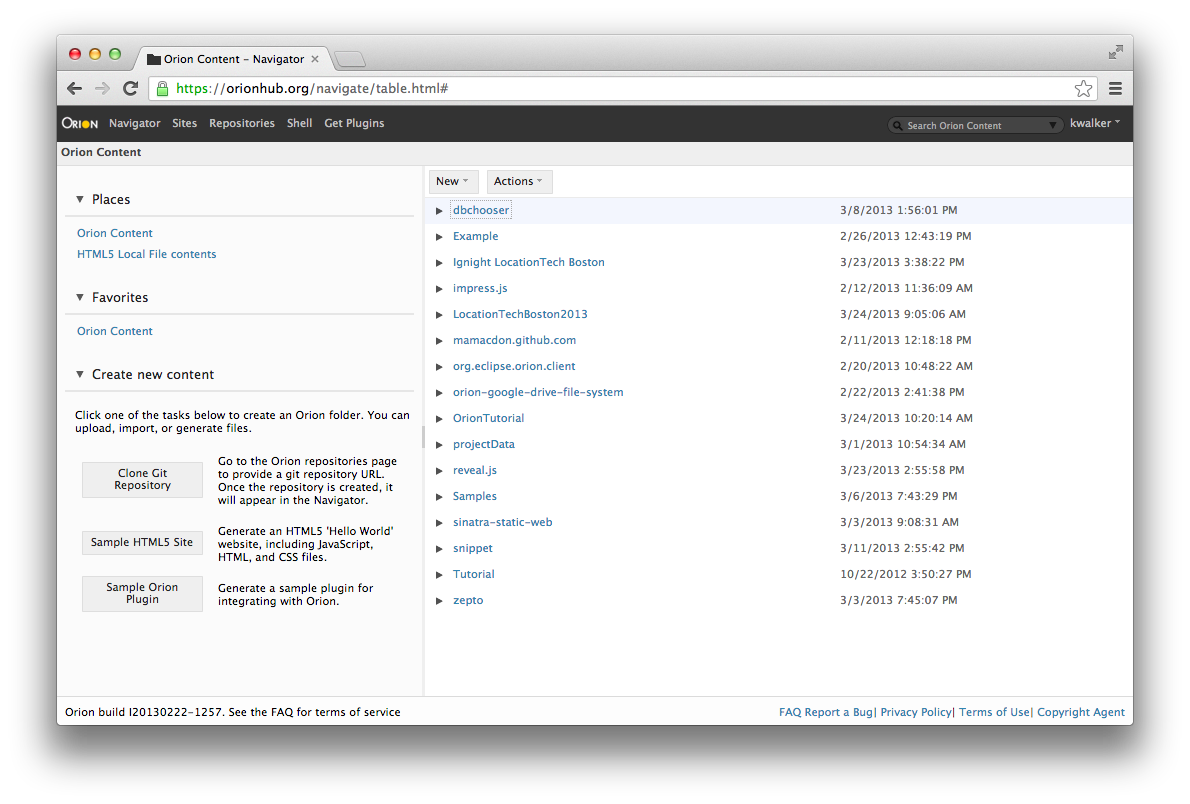 Orion Content – Navigator
https://orionhub.org/navigate/table.html#
ORION Navigator Sites Repositories Shell Get Plugins Search Orion Content kwalker
Orion Content
Places
Orion Content
HTML5 Local File contents
Favorites
Orion Content
Create new content
Click one of the tasks below to create an Orion folder. You can
upload, import, or generate files.
Clone Git
Repository
Go to the Orion repositories page
to provide a git repository URL.
Once the repository is created, it
will appear in the Navigator.
Sample HTML5 Site
Generate an HTML5 'Hello World'
website, including JavaScript,
HTML, and CSS files.
Sample Orion
Plugin
Generate a sample plugin for
integrating with Orion.
New Actions
dbchooser 3/8/2013 1:56:01 PM
Example 2/26/2013 12:43:19 PM
Ignight LocationTech Boston 3/23/2013 3:38:22 PM
impress.js 2/12/2013 11:36:09 AM
LocationTechBoston2013 3/24/2013 9:05:06 AM
mamacdon.github.com 2/11/2013 12:18:18 PM
org.eclipse.orion.client 2/20/2013 10:48:22 AM
orion-google-drive-file-system 2/22/2013 2:41:38 PM
OrionTutorial 3/24/2013 10:20:14 AM
projectData 3/1/2013 10:54:34 AM
reveal.js 3/23/2013 2:55:58 PM
Samples 3/6/2013 7:43:29 PM
sinatra-static-web 3/3/2013 9:08:31 AM
snippet 3/11/2013 2:55:42 PM
Tutorial 10/22/2012 3:50:27 PM
zepto 3/3/2013 7:45:07 PM
Orion build I20130222-1257. See the FAQ for terms of service
FAQ Report a Bug| Privacy Policy| Terms of Use| Copyright Agent